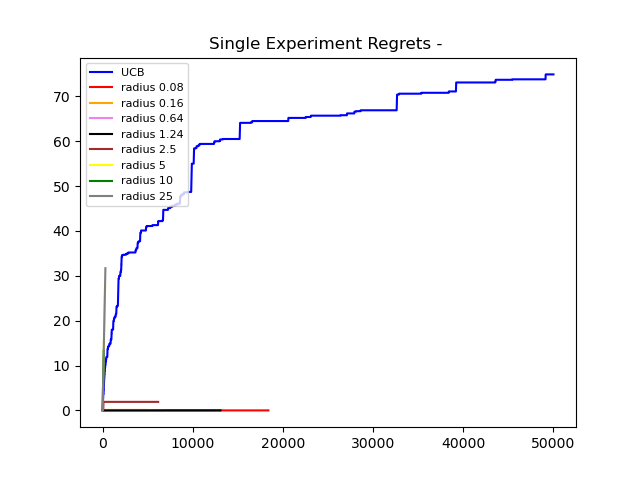 Single Experiment Regrets -
UCB
radius 0.08
radius 0.16
radius 0.64
radius 1.24
radius 2.5
radius 5
radius 10
radius 25
70
60
50
40
30
20
10
0
0 10000 20000 30000 40000 50000